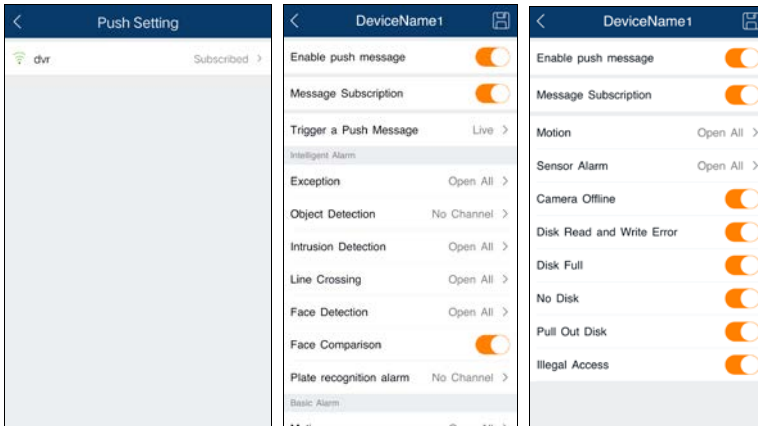 Push Setting
dvr Subscribed >
DeviceName1
Enable push message
Message Subscription
Trigger a Push Message Live >
Intelligent Alarm
Exception Open All >
Object Detection No Channel >
Intrusion Detection Open All >
Line Crossing Open All >
Face Detection Open All >
Face Comparison
Plate recognition alarm No Channel >
Basic Alarm
DeviceName1
Enable push message
Message Subscription
Motion Open All >
Sensor Alarm Open All >
Camera Offline
Disk Read and Write Error
Disk Full
No Disk
Pull Out Disk
Illegal Access